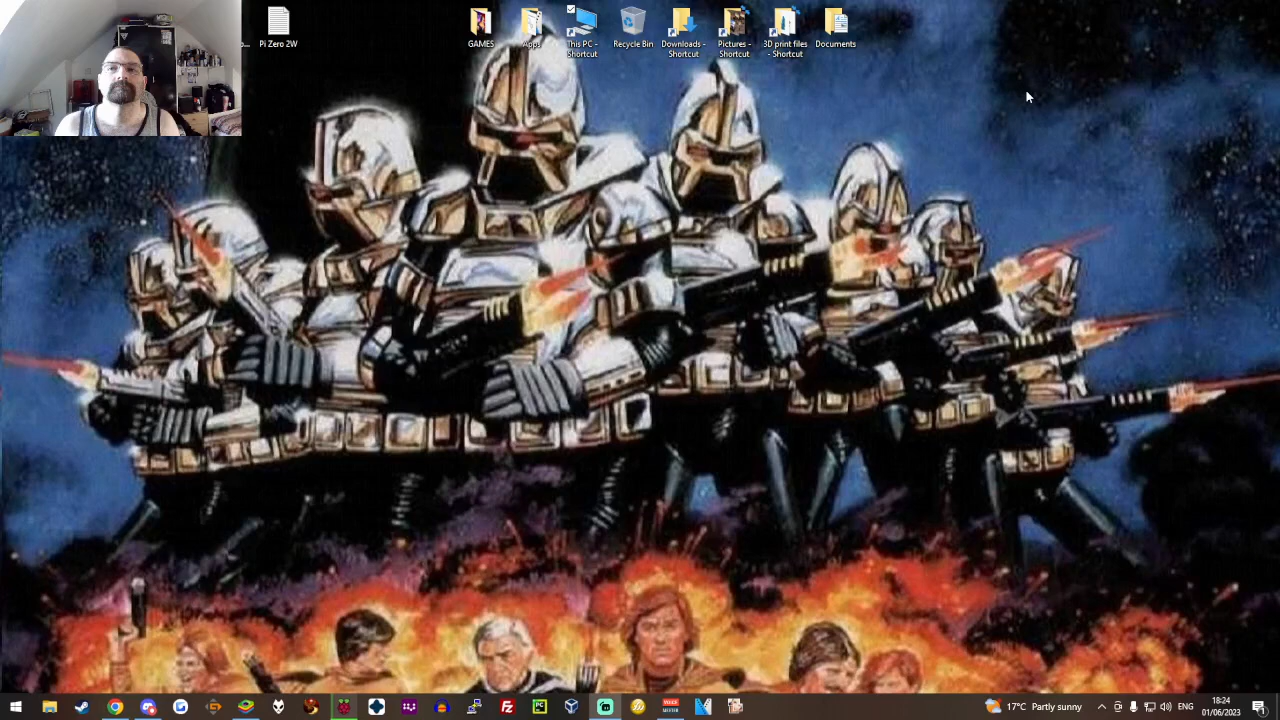 o...
Pi Zero 2W
GAMES
Apps
This PC -
Shortcut
Recycle Bin
Downloads -
Shortcut
Pictures -
Shortcut
3D print files
- Shortcut
Documents
17°C Partly sunny
ENG
18:24
01/06/2023